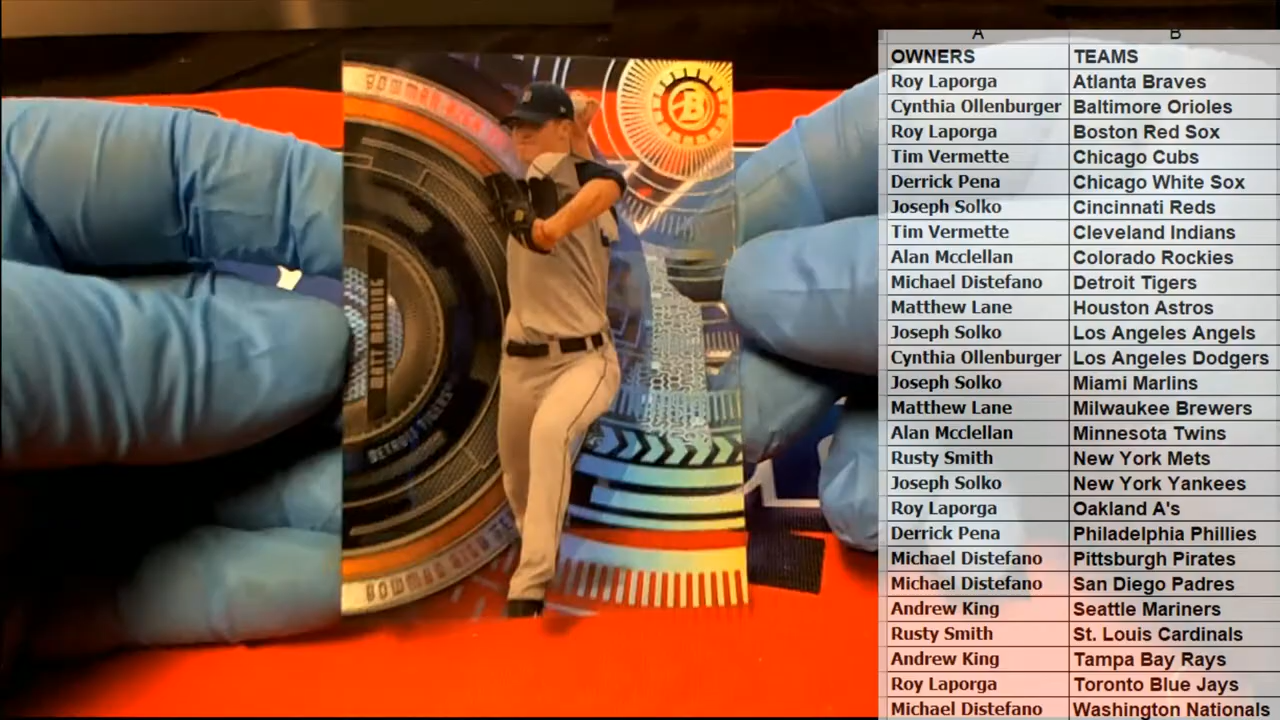 BOWMAN HIGH
B
MATT MANNING
DETROIT TIGERS
A B
OWNERS TEAMS
Roy Laporga Atlanta Braves
Cynthia Ollenburger Baltimore Orioles
Roy Laporga Boston Red Sox
Tim Vermette Chicago Cubs
Derrick Pena Chicago White Sox
Joseph Solko Cincinnati Reds
Tim Vermette Cleveland Indians
Alan Mcclellan Colorado Rockies
Michael Distefano Detroit Tigers
Matthew Lane Houston Astros
Joseph Solko Los Angeles Angels
Cynthia Ollenburger Los Angeles Dodgers
Joseph Solko Miami Marlins
Matthew Lane Milwaukee Brewers
Alan Mcclellan Minnesota Twins
Rusty Smith New York Mets
Joseph Solko New York Yankees
Roy Laporga Oakland A's
Derrick Pena Philadelphia Phillies
Michael Distefano Pittsburgh Pirates
Michael Distefano San Diego Padres
Andrew King Seattle Mariners
Rusty Smith St. Louis Cardinals
Andrew King Tampa Bay Rays
Roy Laporga Toronto Blue Jays
Michael Distefano Washington Nationals